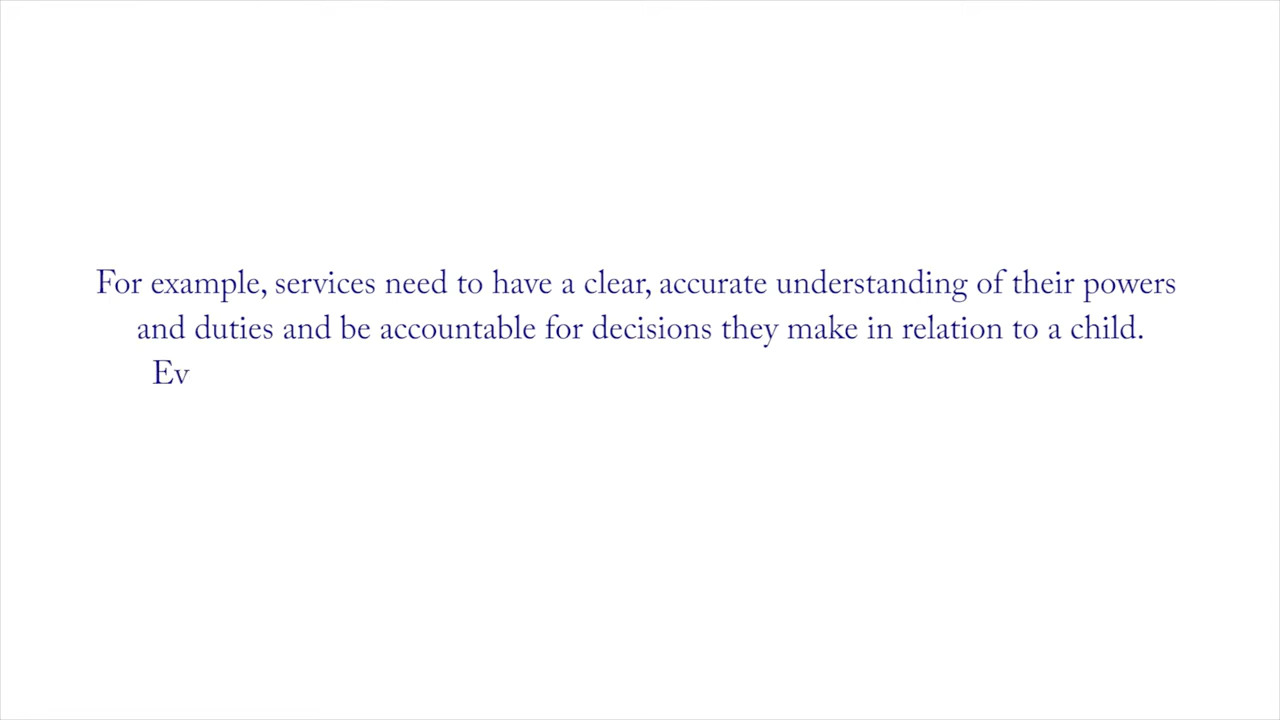 For example, services need to have a clear, accurate understanding of their powers
and duties and be accountable for decisions they make in relation to a child.
Ev